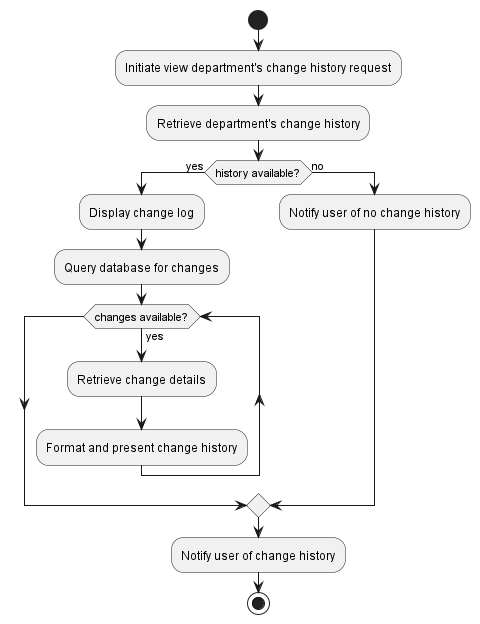 Initiate view department's change history request
Retrieve department's change history
yes
history available?
no
Display change log
Notify user of no change history
Query database for changes
changes available?
yes
Retrieve change details
Format and present change history
Notify user of change history